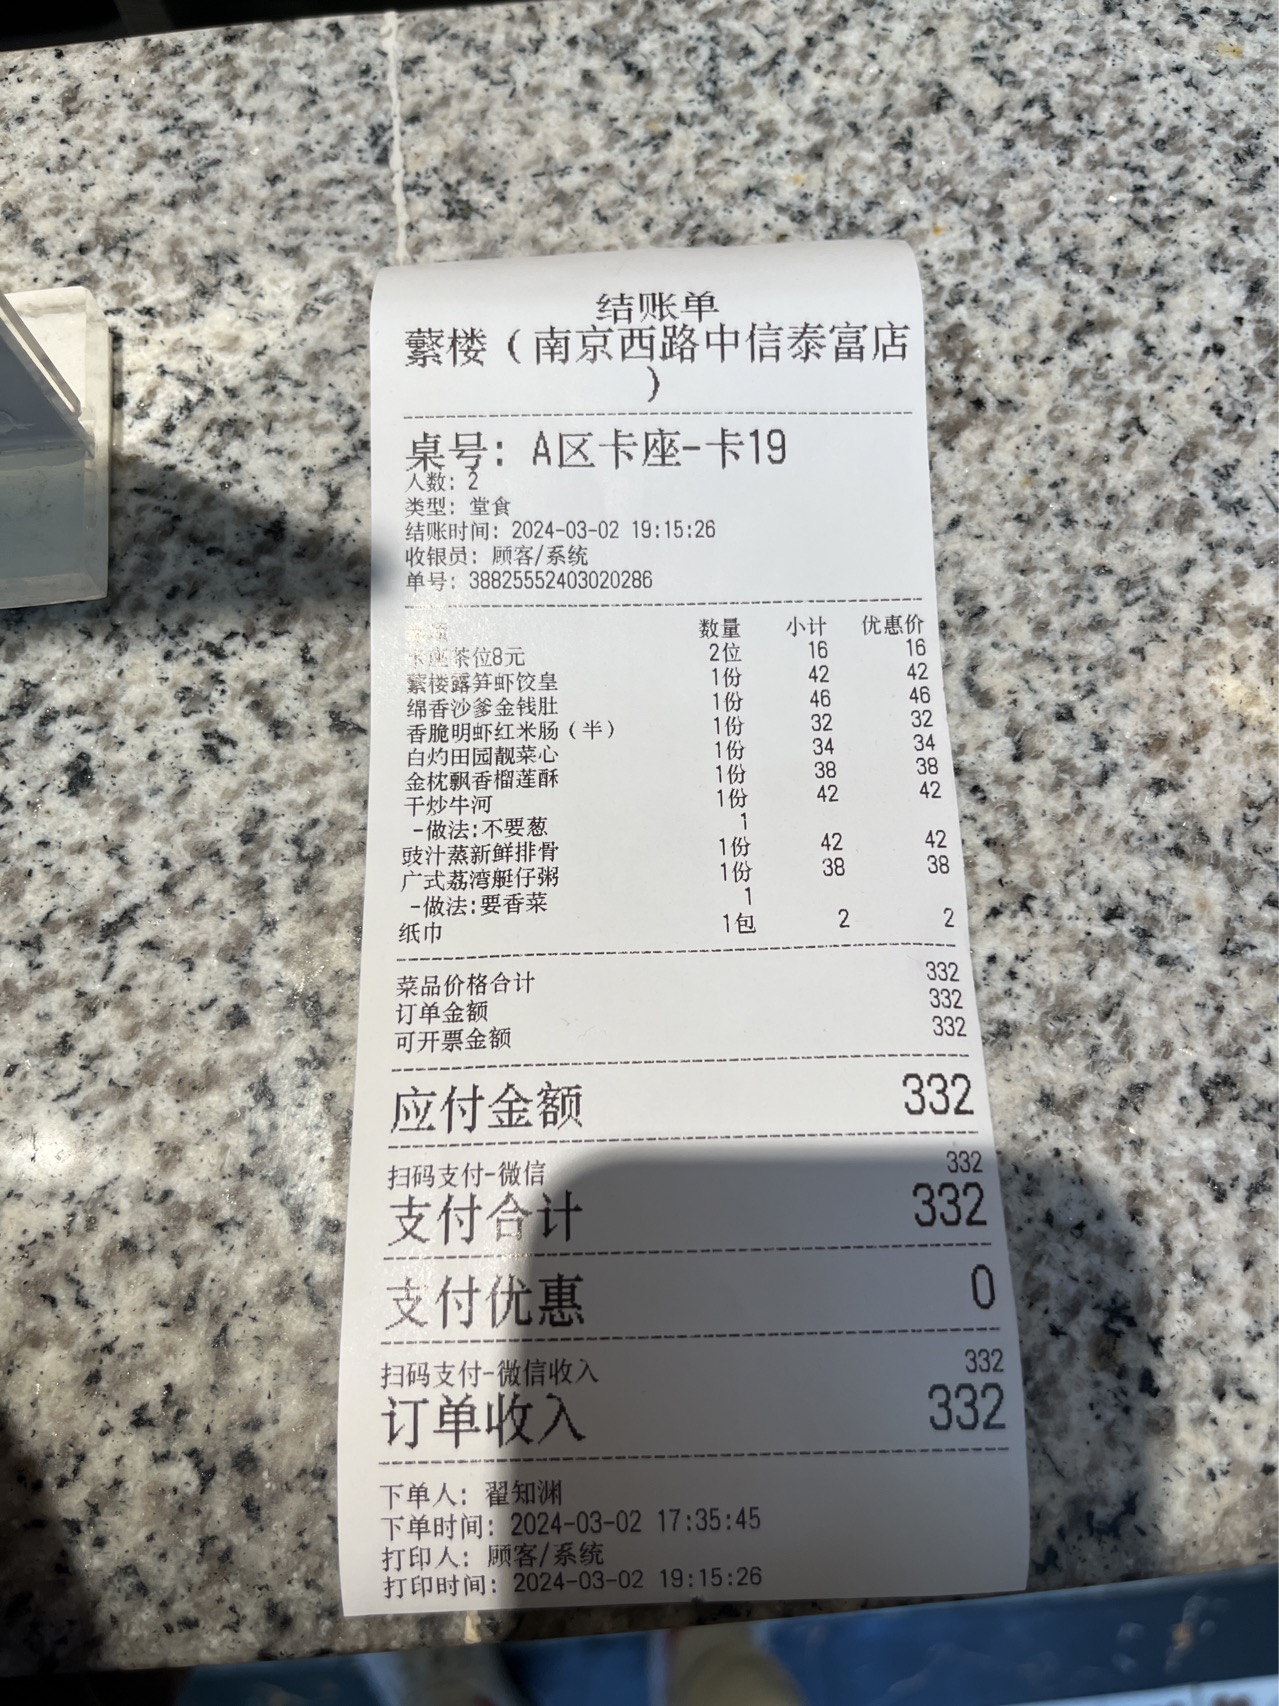 结账单
蘩楼（南京西路中信泰富店
）
桌号：A区卡座-卡19
人数：2
类型：堂食
结账时间：2024-03-02 19:15:26
收银员：顾客/系统
单号：38825552403020286
数量 小计 优惠价
卡座茶位8元 2位 16 16
蘩楼露笋虾饺皇 1份 42 42
绵香沙爹金钱肚 1份 46 46
香脆明虾红米肠（半） 1份 32 32
白灼田园靓菜心 1份 34 34
金枕飘香榴莲酥 1份 38 38
干炒牛河 1份 42 42
-做法:不要葱 1
豉汁蒸新鲜排骨 1份 42 42
广式荔湾艇仔粥 1份 38 38
-做法:要香菜 1
纸巾 1包 2 2
菜品价格合计 332
订单金额 332
可开票金额 332
应付金额 332
扫码支付-微信 332
支付合计 332
支付优惠 0
扫码支付-微信收入 332
订单收入 332
下单人：翟知渊
下单时间：2024-03-02 17:35:45
打印人：顾客/系统
打印时间：2024-03-02 19:15:26